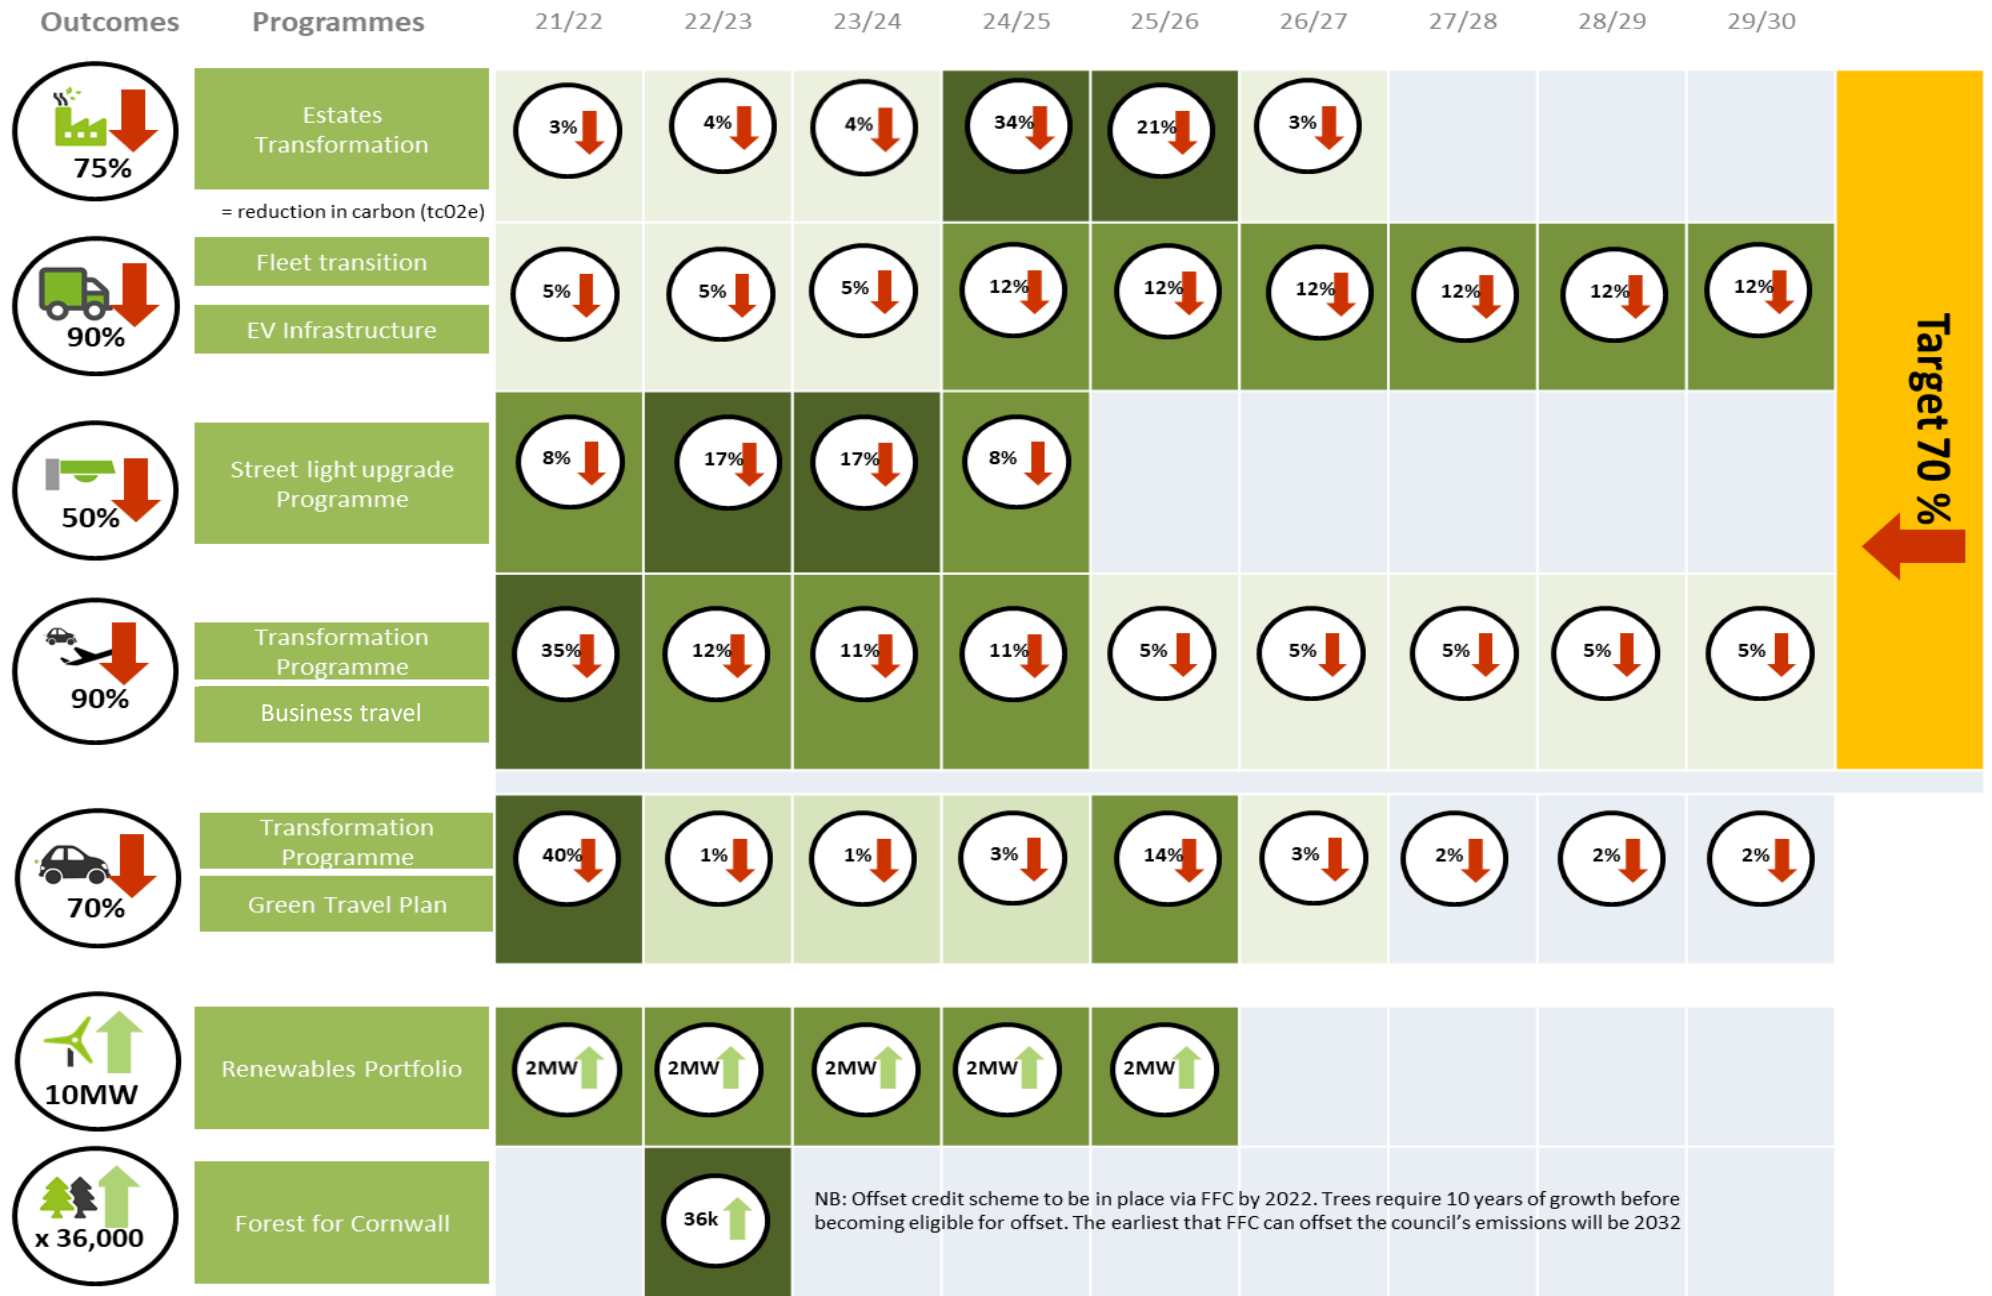 Outcomes Programmes 21/22 22/23 23/24 24/25 25/26 26/27 27/28 28/29 29/30
75%
Estates
Transformation
3% 4% 4% 34% 21% 3%
= reduction in carbon (tc02e)
90%
Fleet transition
EV Infrastructure
5% 5% 5% 12% 12% 12% 12% 12% 12%
50%
Street light upgrade
Programme
8% 17% 17% 8%
90%
Transformation
Programme
Business travel
35% 12% 11% 11% 5% 5% 5% 5% 5%
Target 70 %
70%
Transformation
Programme
Green Travel Plan
40% 1% 1% 3% 14% 3% 2% 2% 2%
10MW
Renewables Portfolio
2MW 2MW 2MW 2MW 2MW
x 36,000
Forest for Cornwall
36k
NB: Offset credit scheme to be in place via FFC by 2022. Trees require 10 years of growth before
becoming eligible for offset. The earliest that FFC can offset the council’s emissions will be 2032